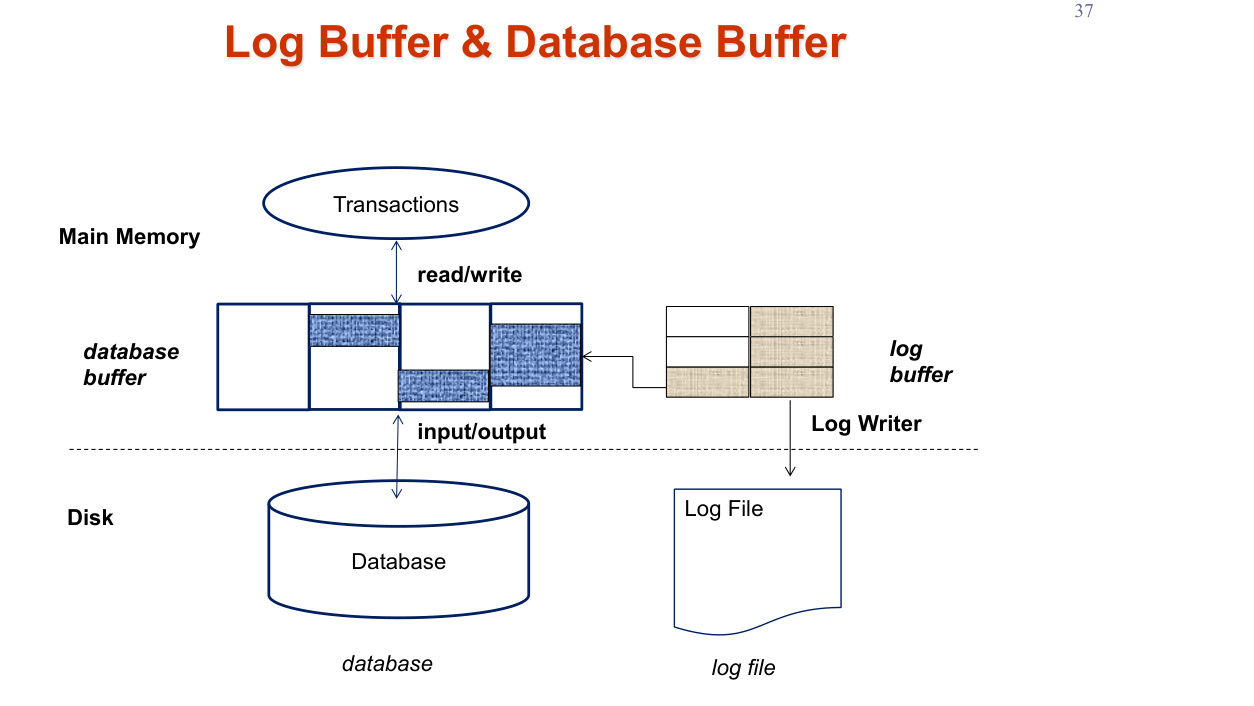 37
Log Buffer & Database Buffer
Transactions
Main Memory
read/write
database
buffer
log
buffer
input/output
Log Writer
Disk
Log File
Database
database
log file